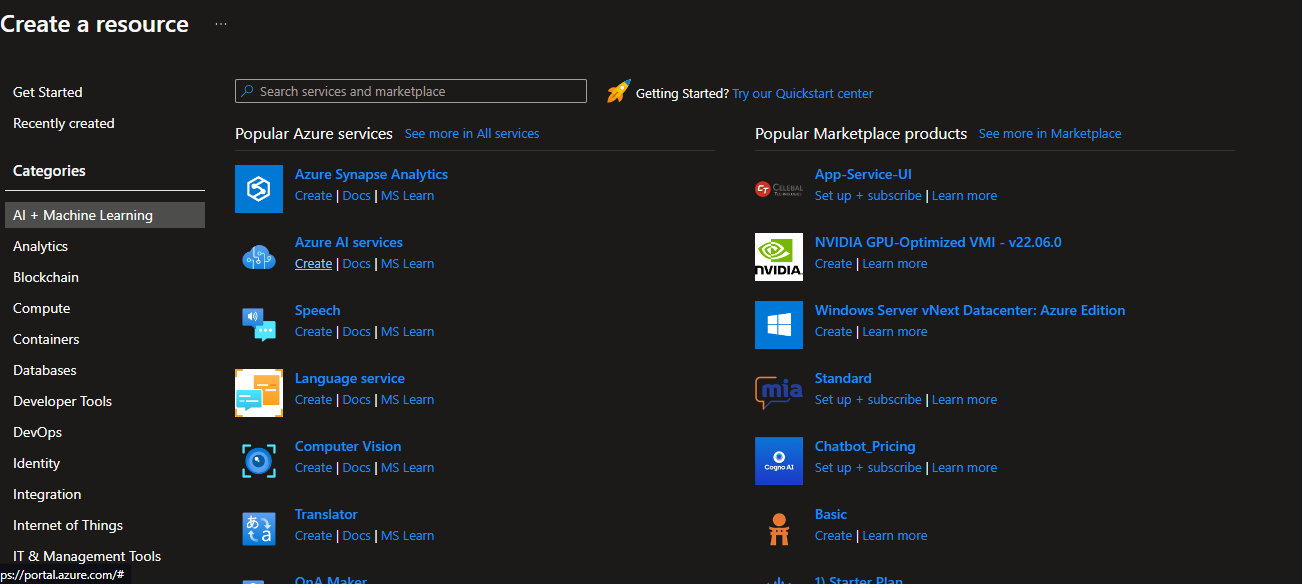 Create a resource ...
Get Started
Recently created
Categories
AI + Machine Learning
Analytics
Blockchain
Compute
Containers
Databases
Developer Tools
DevOps
Identity
Integration
Internet of Things
IT & Management Tools
ps://portal.azure.com/#
Search services and marketplace
Getting Started? Try our Quickstart center
Popular Azure services See more in All services
Azure Synapse Analytics
Create | Docs | MS Learn
Azure AI services
Create | Docs | MS Learn
Speech
Create | Docs | MS Learn
Language service
Create | Docs | MS Learn
Computer Vision
Create | Docs | MS Learn
あ a
Translator
Create | Docs | MS Learn
QnA Maker
Popular Marketplace products See more in Marketplace
CT CELEBAL
TECHNOLOGIES
App-Service-UI
Set up + subscribe | Learn more
NVIDIA
NVIDIA GPU-Optimized VMI - v22.06.0
Create | Learn more
Windows Server vNext Datacenter: Azure Edition
Create | Learn more
mia
Standard
Set up + subscribe | Learn more
Cogno AI
Chatbot_Pricing
Set up + subscribe | Learn more
Basic
Create | Learn more
1) Starter Plan